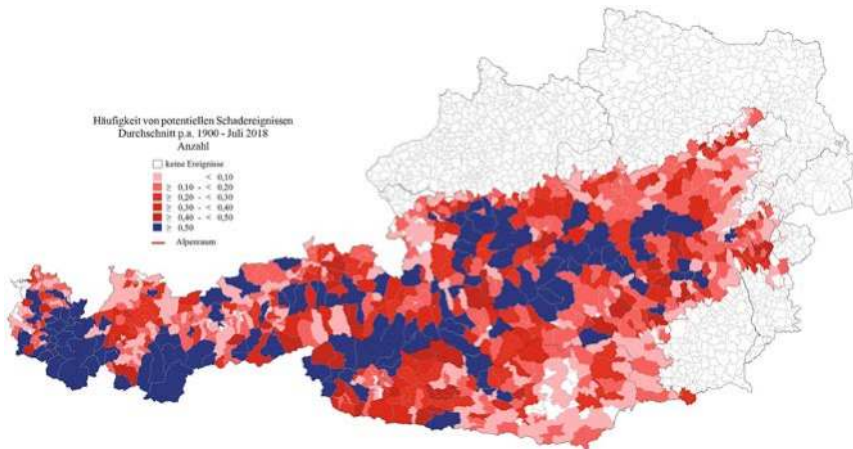 Häufigkeit von potentiellen Schadereignissen
Durchschnitt p.a. 1900 - Juli 2018
Anzahl
keine Ereignisse
< 0,10
≥ 0,10 - < 0,20
≥ 0,20 - < 0,30
≥ 0,30 - < 0,40
≥ 0,40 - < 0,50
≥ 0,50
Alpenraum